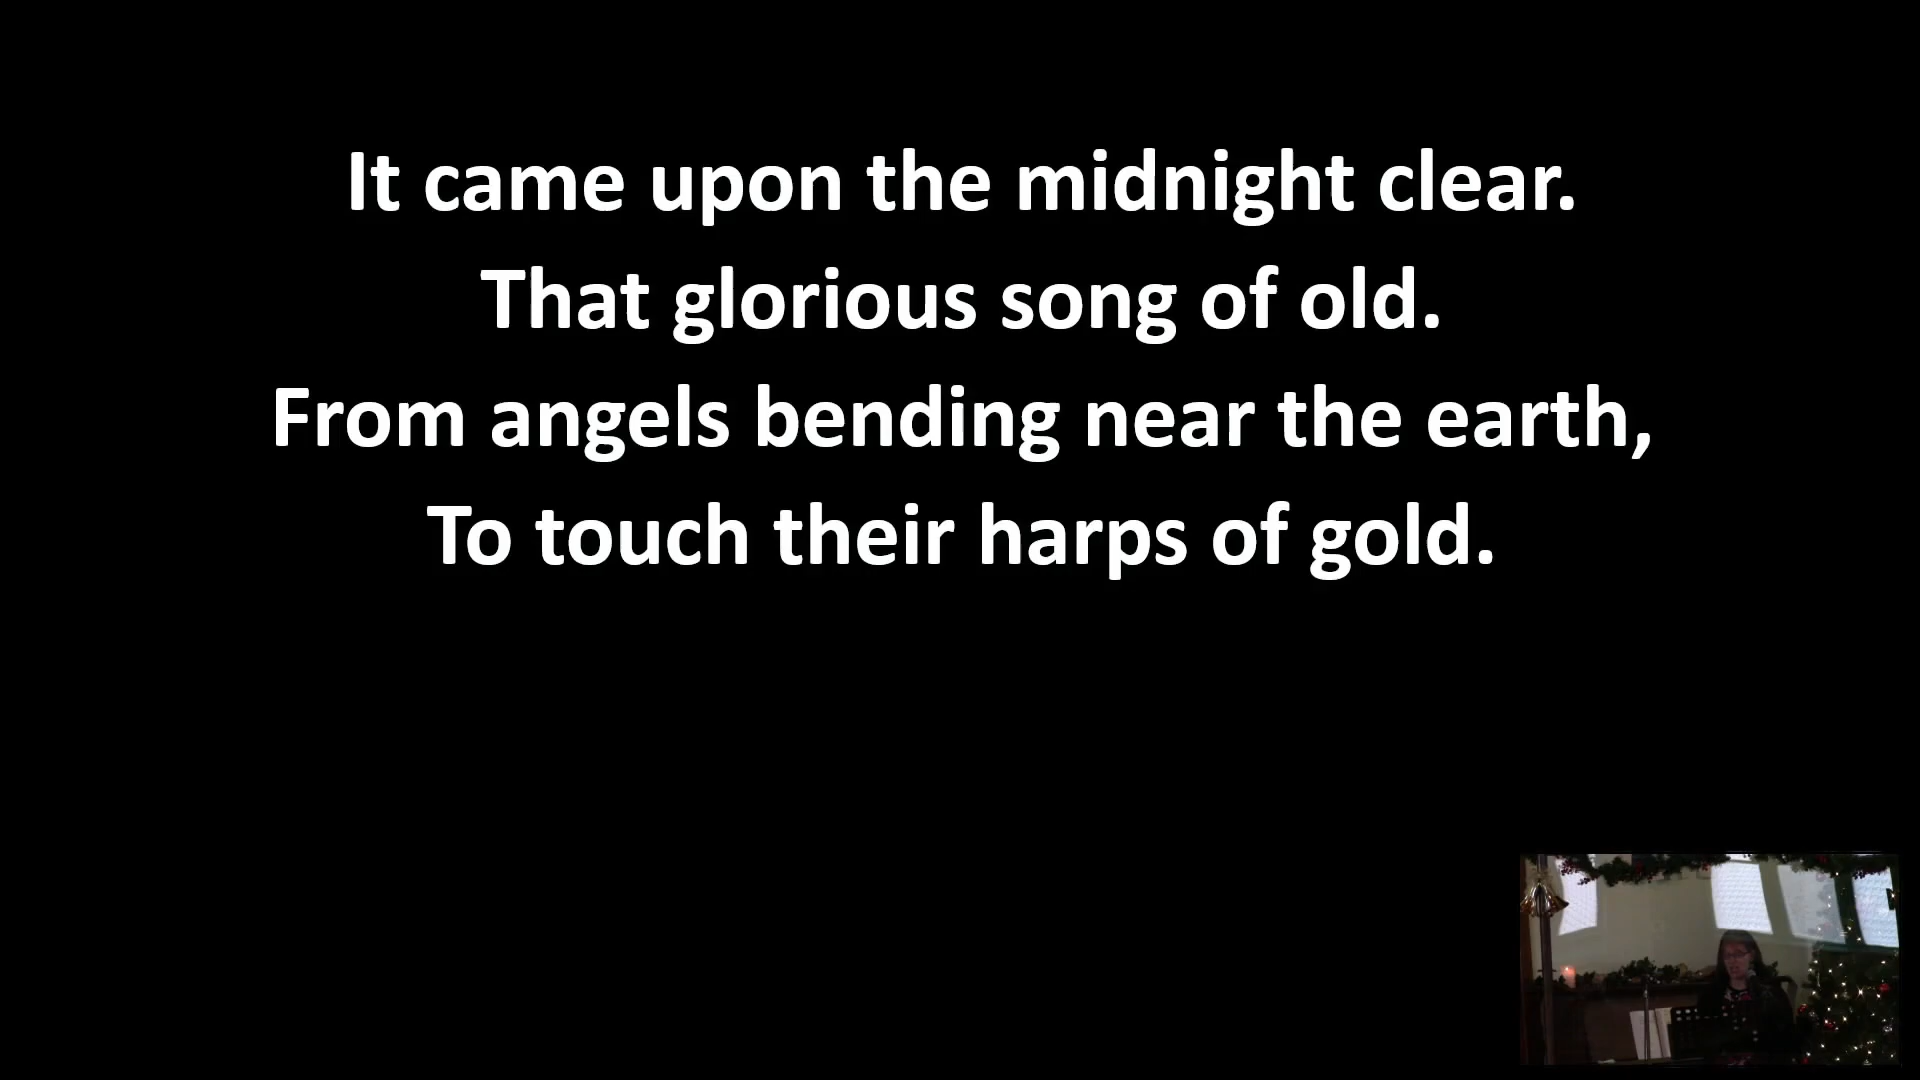 It came upon the midnight clear.
That glorious song of old.
From angels bending near the earth,
To touch their harps of gold.